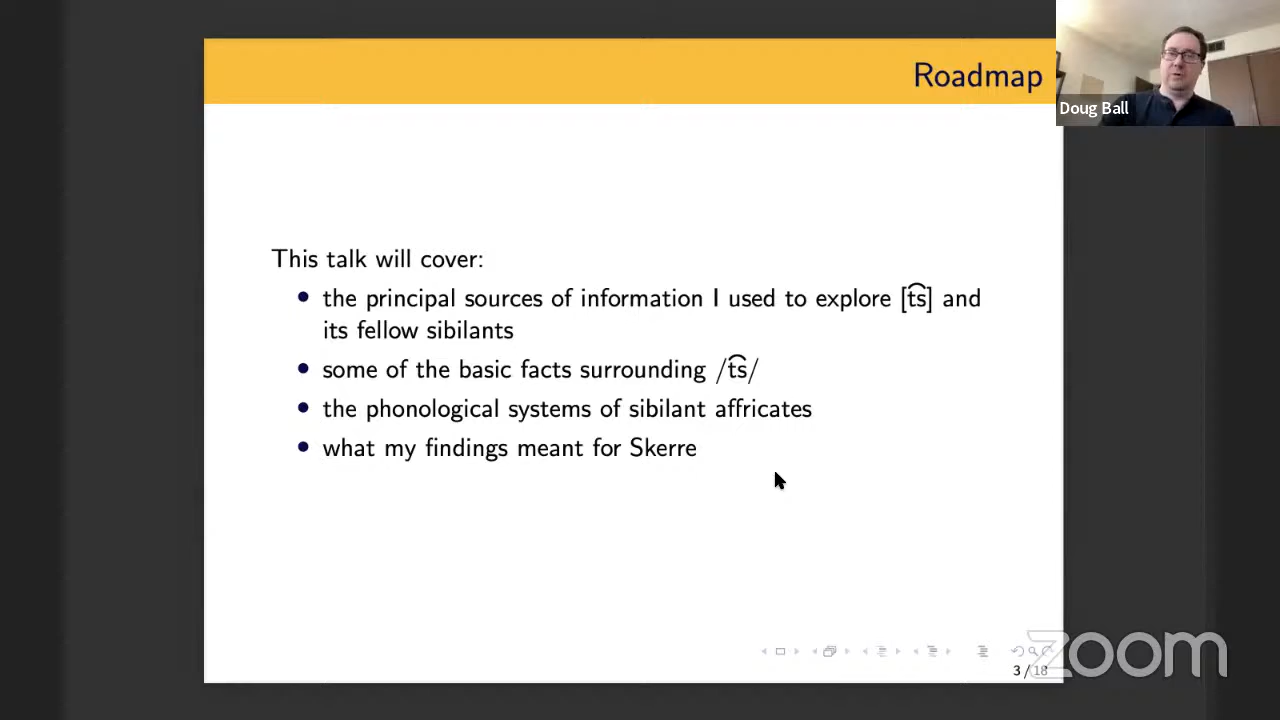 Roadmap
Doug Ball
This talk will cover:
• the principal sources of information I used to explore [t͡s] and
its fellow sibilants
• some of the basic facts surrounding /t͡s/
• the phonological systems of sibilant affricates
• what my findings meant for Skerre
zoom
3 / 18